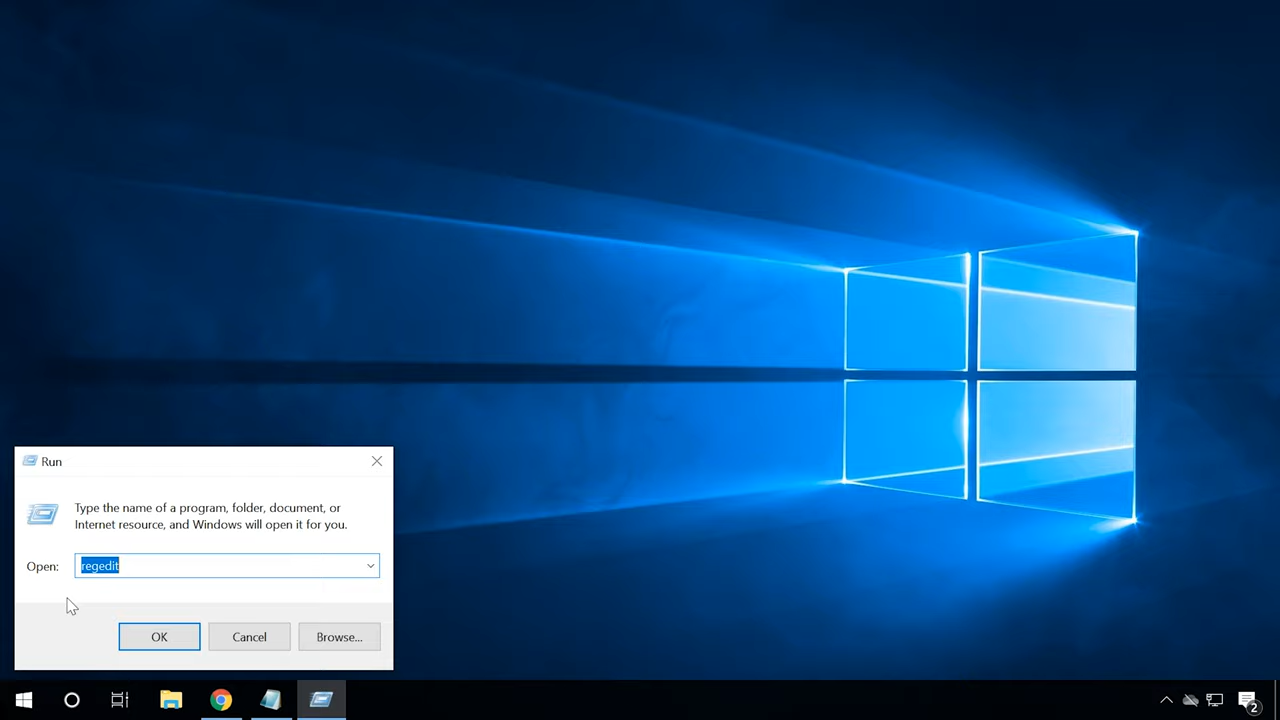 Run
Type the name of a program, folder, document, or
Internet resource, and Windows will open it for you.
Open: regedit
OK Cancel Browse...
2